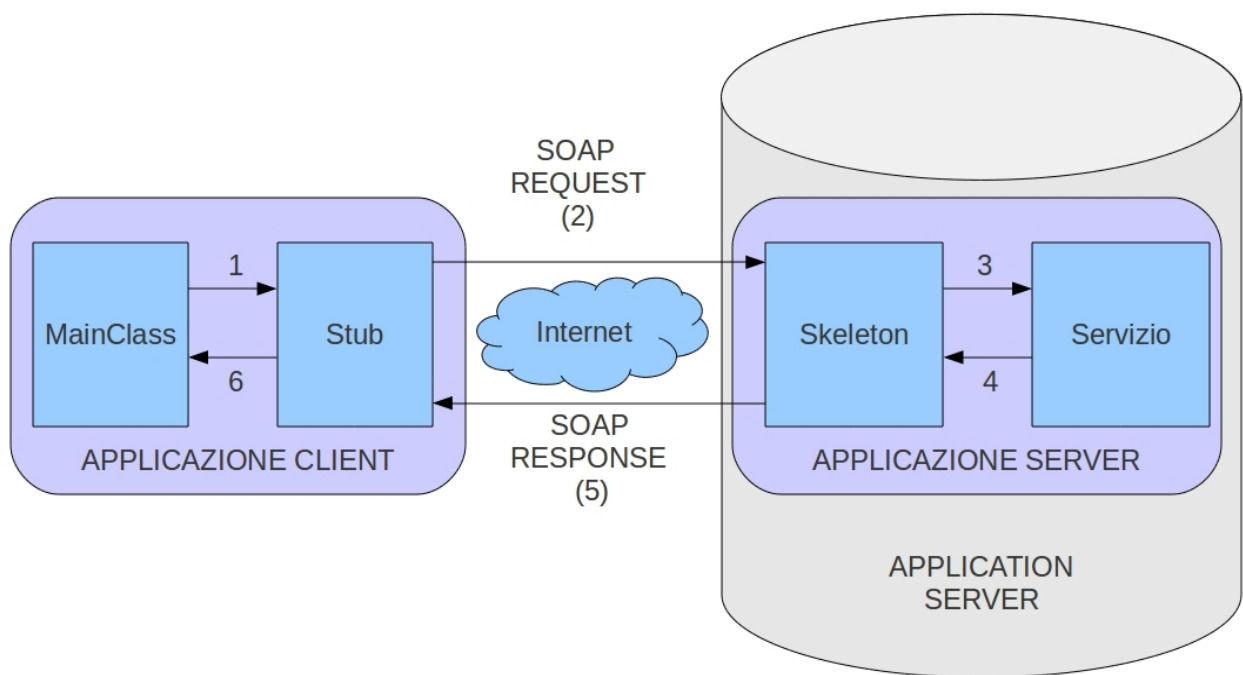 SOAP
REQUEST
(2)
1
3
MainClass
Stub
Internet
Skeleton
Servizio
6
4
SOAP
RESPONSE
(5)
APPLICAZIONE CLIENT
APPLICAZIONE SERVER
APPLICATION
SERVER